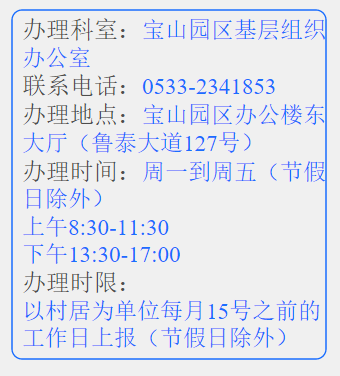 办理科室：宝山园区基层组织
办公室
联系电话：0533-2341853
办理地点：宝山园区办公楼东
大厅（鲁泰大道127号）
办理时间：周一到周五（节假
日除外）
上午8:30-11:30
下午13:30-17:00
办理时限：
以村居为单位每月15号之前的
工作日上报（节假日除外）